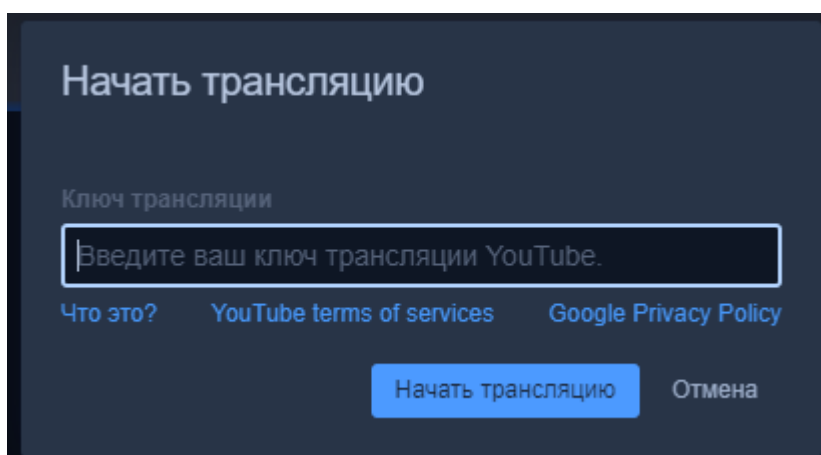 Начать трансляцию
Ключ трансляции
Введите ваш ключ трансляции YouTube.
Что это? YouTube terms of services Google Privacy Policy
Начать трансляцию Отмена